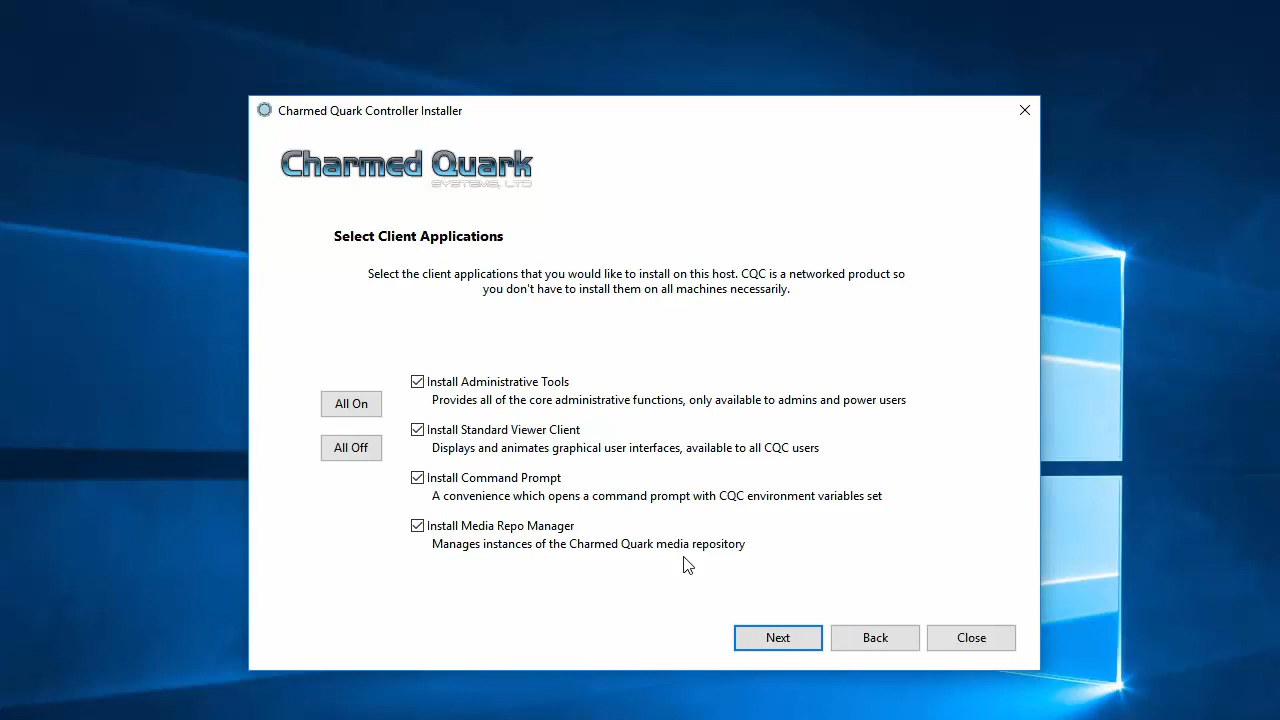 Charmed Quark Controller Installer
Charmed Quark
SYSTEMS, LTD
Select Client Applications
Select the client applications that you would like to install on this host. CQC is a networked product so
you don't have to install them on all machines necessarily.
Install Administrative Tools
Provides all of the core administrative functions, only available to admins and power users
All On
Install Standard Viewer Client
Displays and animates graphical user interfaces, available to all CQC users
All Off
Install Command Prompt
A convenience which opens a command prompt with CQC environment variables set
Install Media Repo Manager
Manages instances of the Charmed Quark media repository
Next
Back
Close